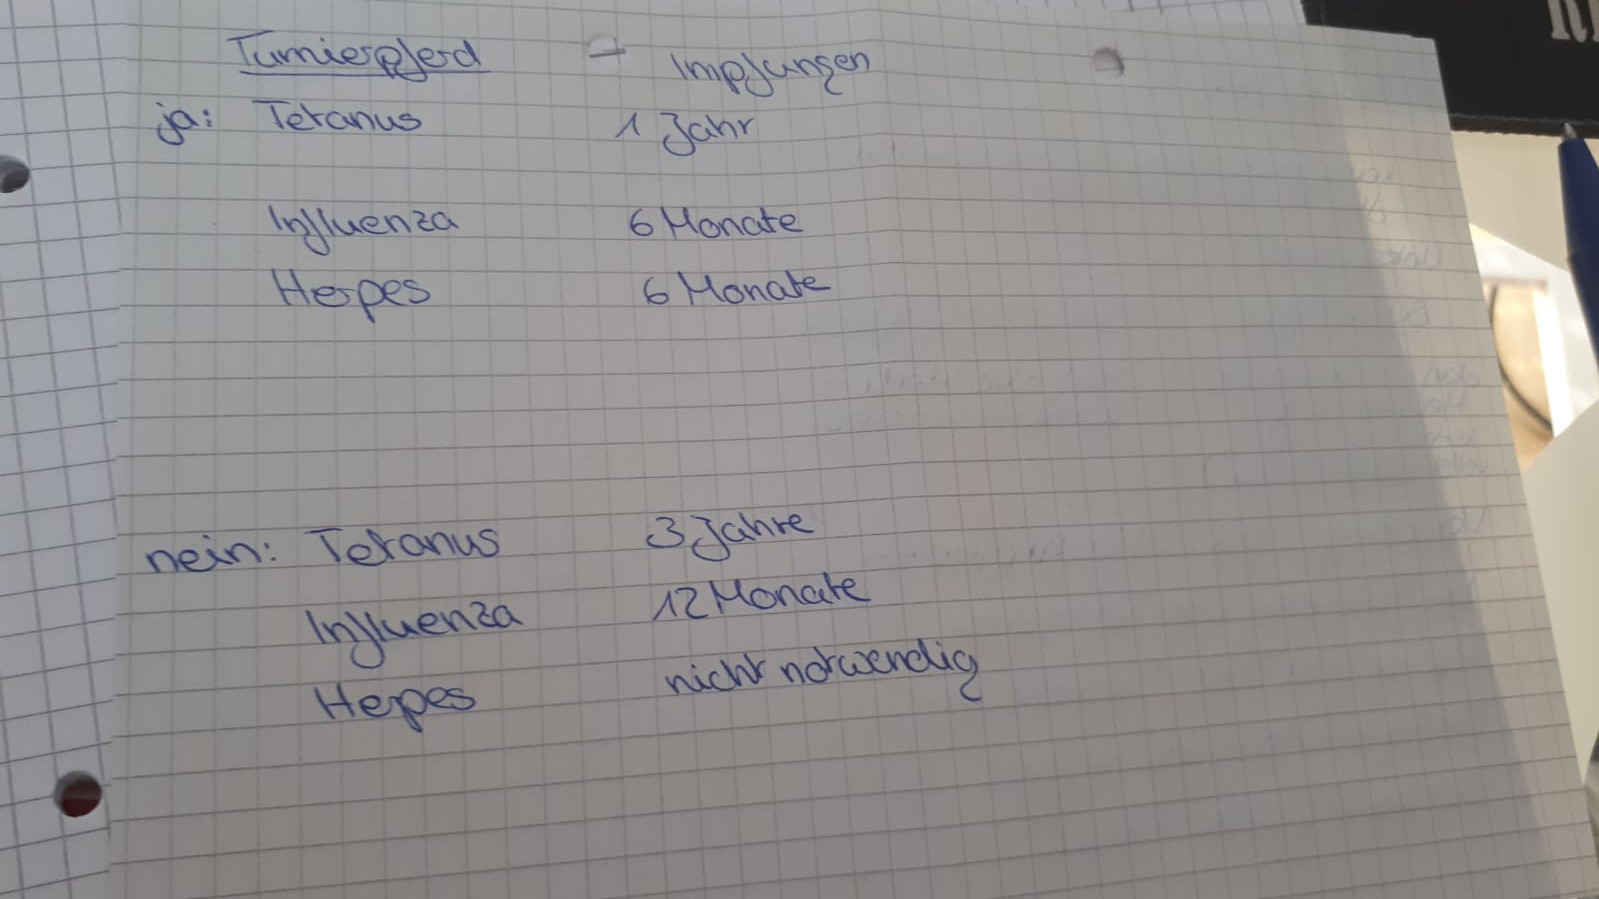 Turnierpferd - Impfungen
ja: Tetanus 1 Jahr
Influenza 6 Monate
Herpes 6 Monate
nein: Tetanus 3 Jahre
Influenza 12 Monate
Herpes nicht notwendig